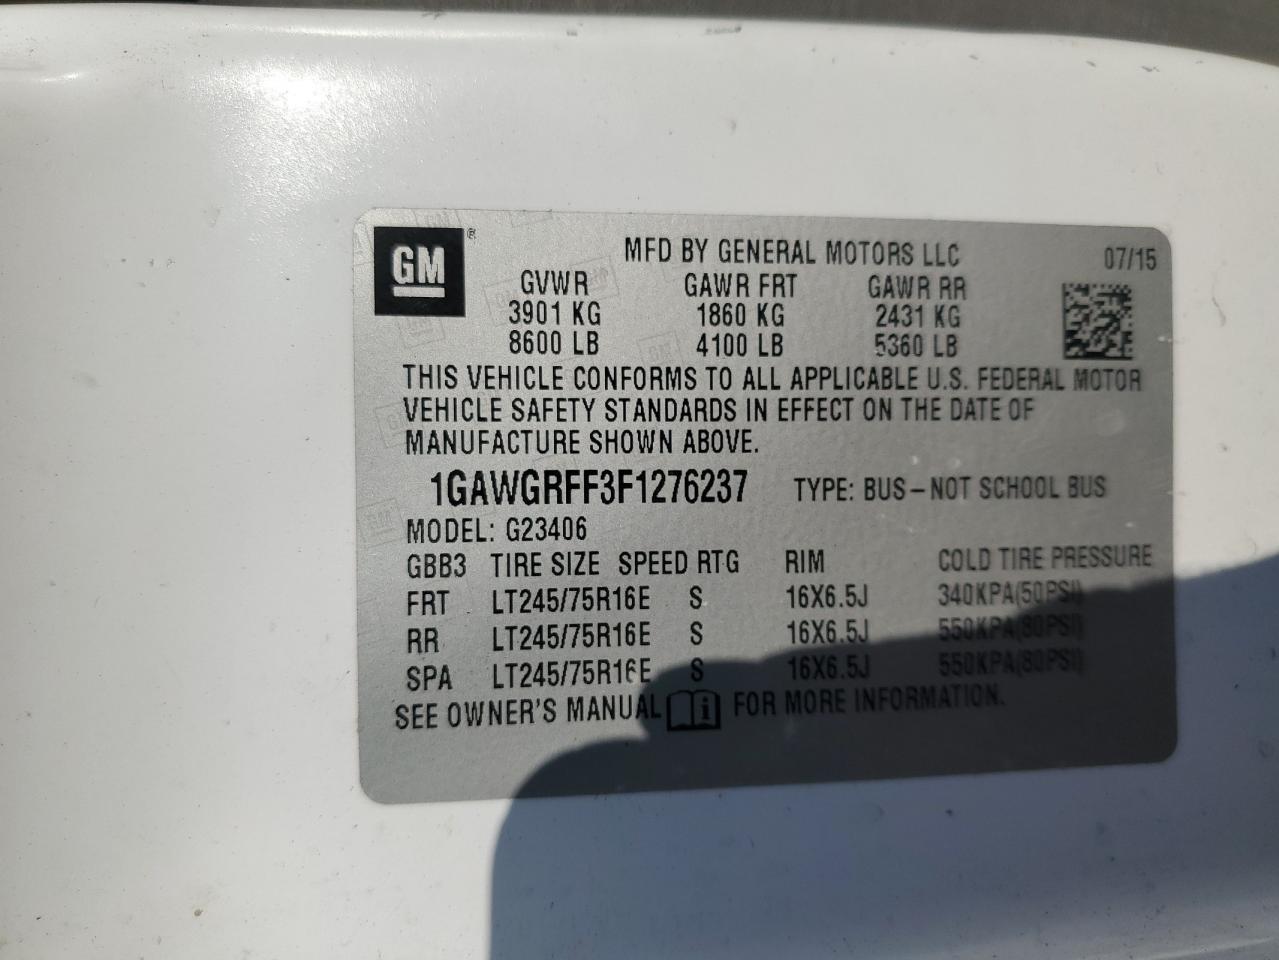 GM®
MFD BY GENERAL MOTORS LLC 07/15
GVWR GAWR FRT GAWR RR
3901 KG 1860 KG 2431 KG
8600 LB 4100 LB 5360 LB
THIS VEHICLE CONFORMS TO ALL APPLICABLE U.S. FEDERAL MOTOR
VEHICLE SAFETY STANDARDS IN EFFECT ON THE DATE OF
MANUFACTURE SHOWN ABOVE.
1GAWGRFF3F1276237 TYPE: BUS-NOT SCHOOL BUS
MODEL: G23406
GBB3 TIRE SIZE SPEED RTG RIM COLD TIRE PRESSURE
FRT LT245/75R16E S 16X6.5J 340KPA(50PSI)
RR LT245/75R16E S 16X6.5J 550KPA(80PSI)
SPA LT245/75R16E S 16X6.5J 550KPA(80PSI)
SEE OWNER'S MANUAL i FOR MORE INFORMATION.